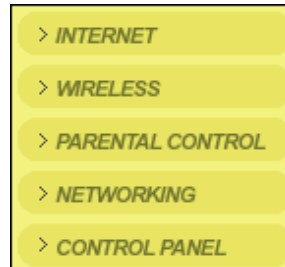 > INTERNET
> WIRELESS
> PARENTAL CONTROL
> NETWORKING
> CONTROL PANEL